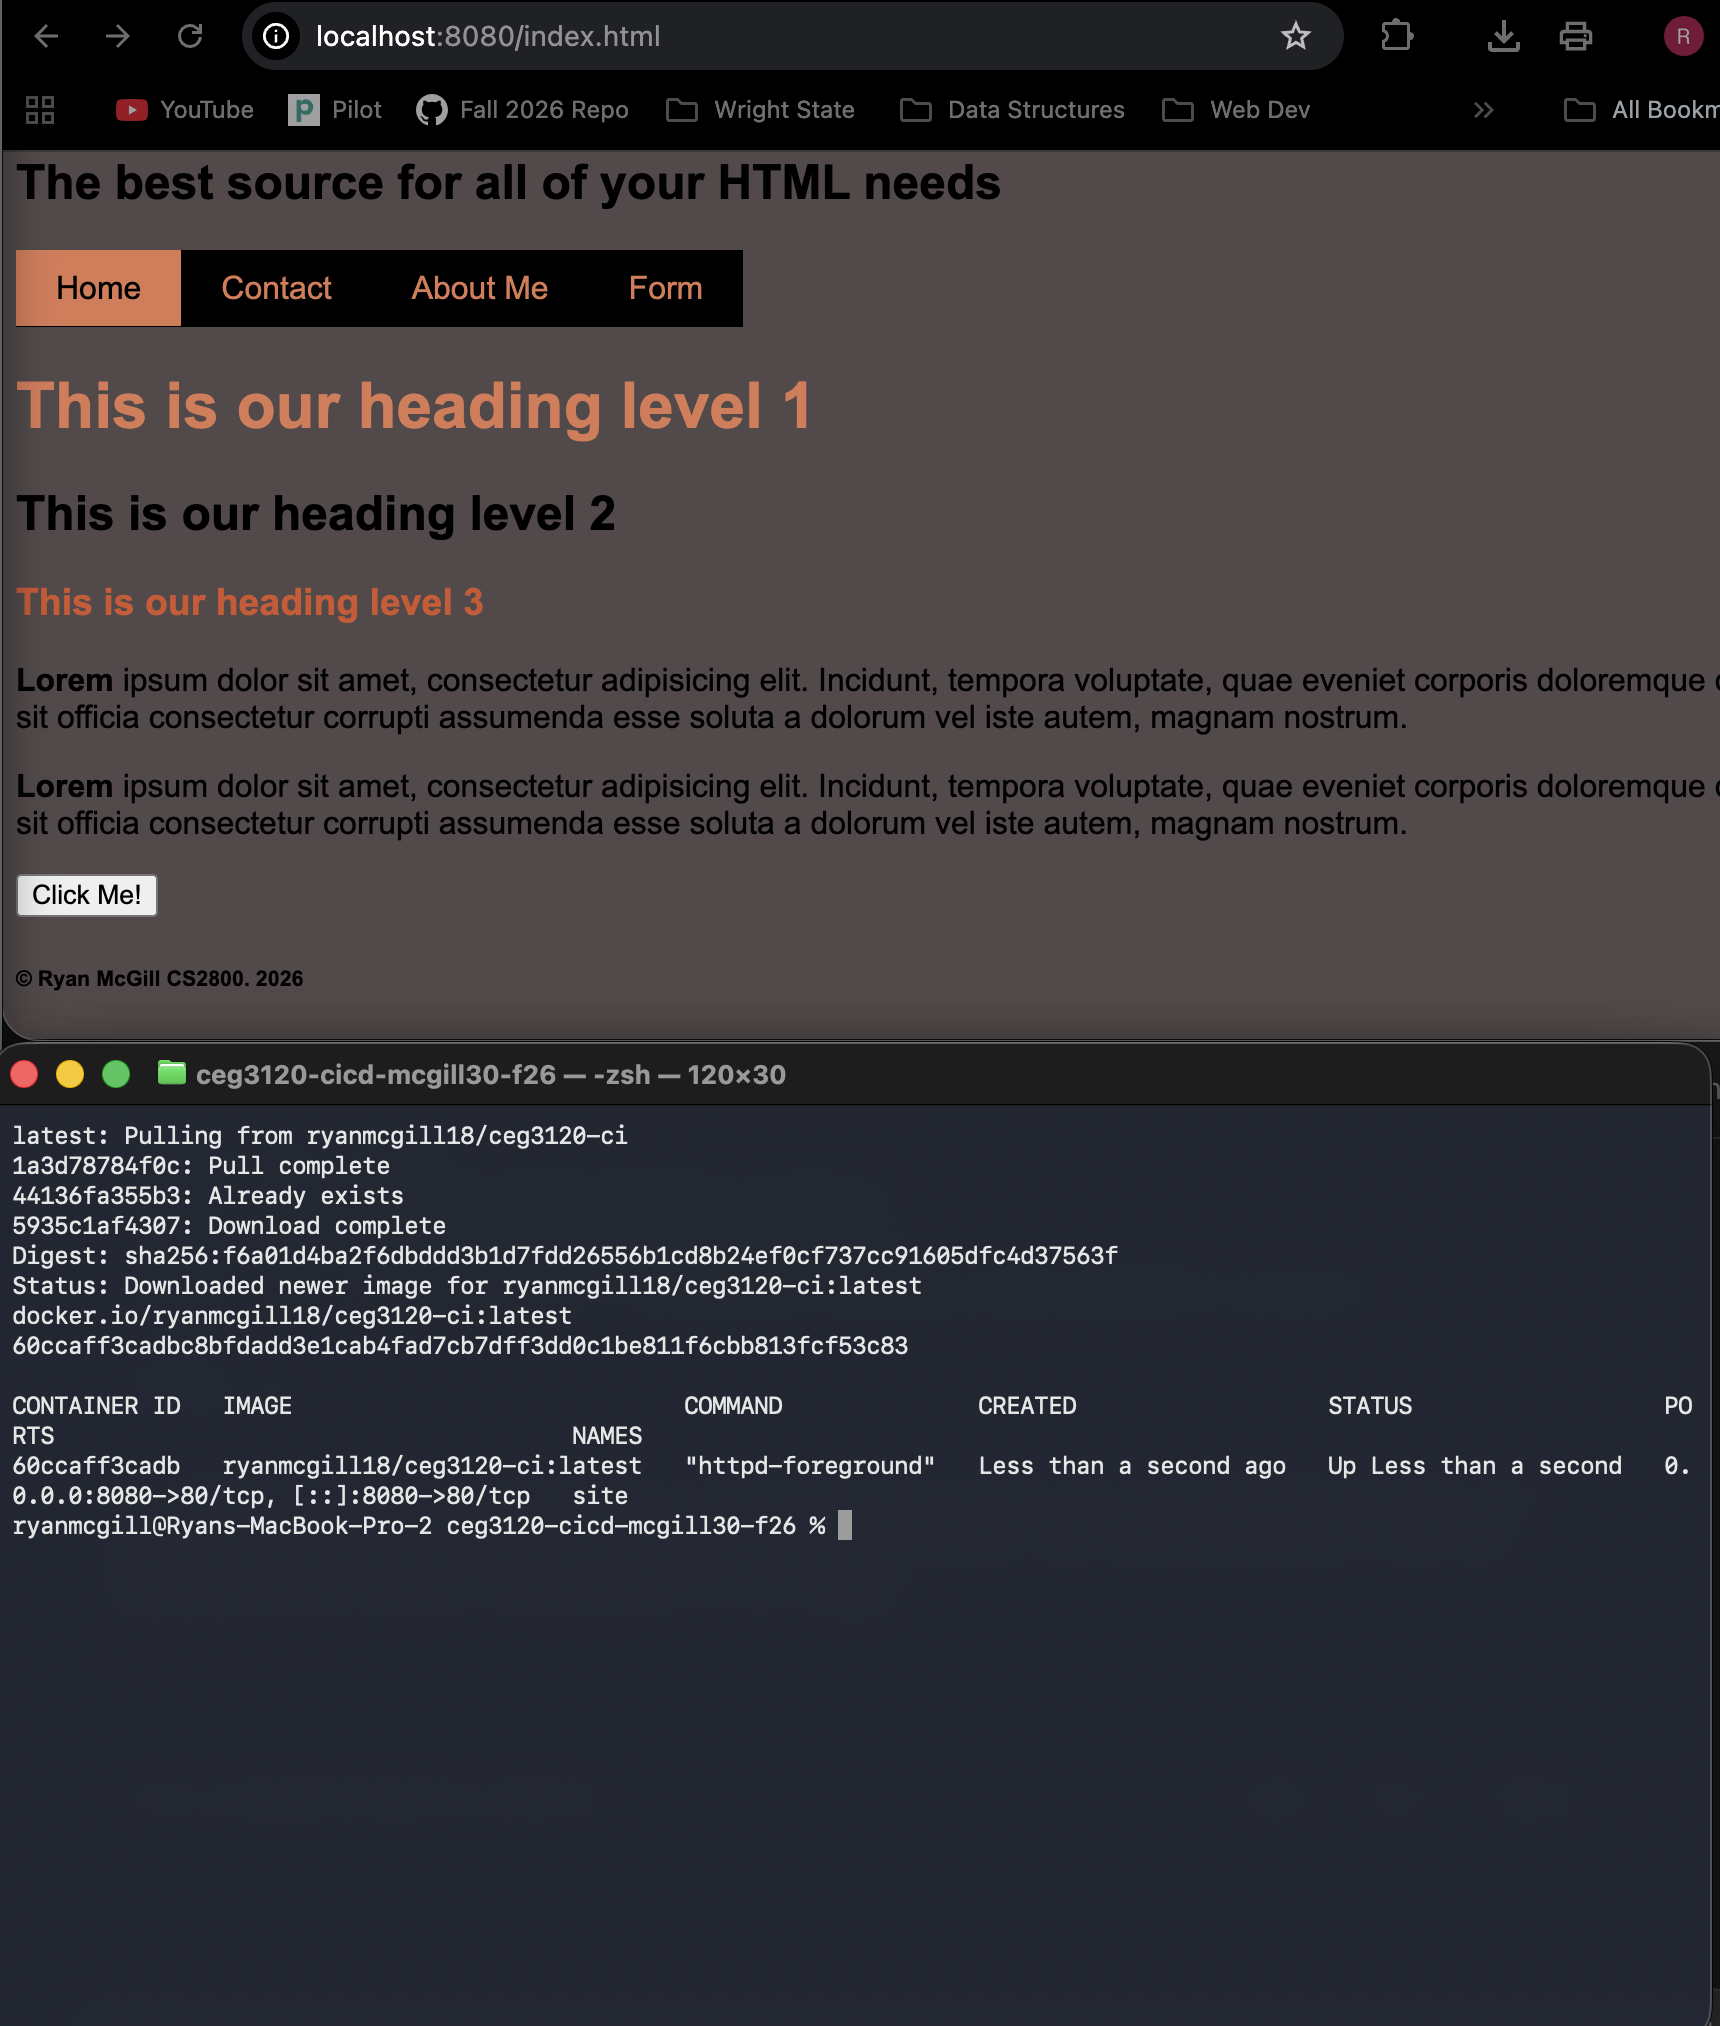 localhost:8080/index.html
R
YouTube Pilot Fall 2026 Repo Wright State Data Structures Web Dev » All Bookm
The best source for all of your HTML needs
Home Contact About Me Form
This is our heading level 1
This is our heading level 2
This is our heading level 3
Lorem ipsum dolor sit amet, consectetur adipisicing elit. Incidunt, tempora voluptate, quae eveniet corporis doloremque
sit officia consectetur corrupti assumenda esse soluta a dolorum vel iste autem, magnam nostrum.
Lorem ipsum dolor sit amet, consectetur adipisicing elit. Incidunt, tempora voluptate, quae eveniet corporis doloremque
sit officia consectetur corrupti assumenda esse soluta a dolorum vel iste autem, magnam nostrum.
Click Me!
© Ryan McGill CS2800. 2026
ceg3120-cicd-mcgill30-f26 — -zsh — 120×30
latest: Pulling from ryanmcgill18/ceg3120-ci
1a3d78784f0c: Pull complete
44136fa355b3: Already exists
5935c1af4307: Download complete
Digest: sha256:f6a01d4ba2f6dbddd3b1d7fdd26556b1cd8b24ef0cf737cc91605dfc4d37563f
Status: Downloaded newer image for ryanmcgill18/ceg3120-ci:latest
docker.io/ryanmcgill18/ceg3120-ci:latest
60ccaff3cadbc8bfdadd3e1cab4fad7cb7dff3dd0c1be811f6cbb813fcf53c83
CONTAINER ID   IMAGE                            COMMAND              CREATED                  STATUS                  PO
RTS                                     NAMES
60ccaff3cadb   ryanmcgill18/ceg3120-ci:latest   "httpd-foreground"   Less than a second ago   Up Less than a second   0.
0.0.0:8080->80/tcp, [::]:8080->80/tcp   site
ryanmcgill@Ryans-MacBook-Pro-2 ceg3120-cicd-mcgill30-f26 %